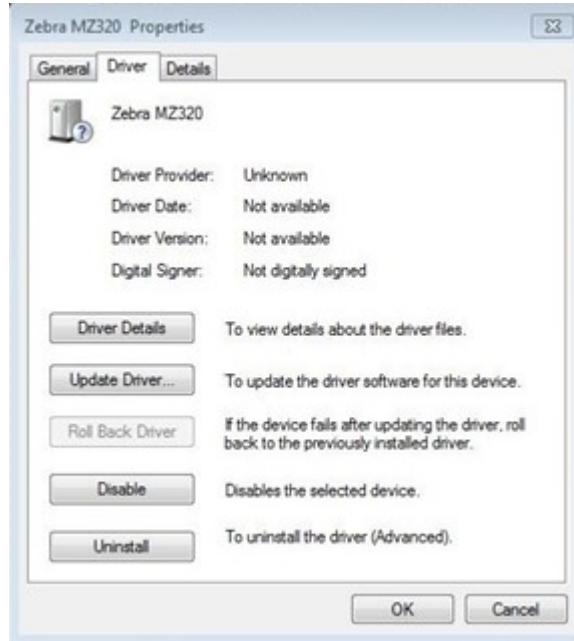 Zebra MZ320 Properties
General Driver Details
Zebra MZ320
Driver Provider: Unknown
Driver Date: Not available
Driver Version: Not available
Digital Signer: Not digitally signed
Driver Details To view details about the driver files.
Update Driver... To update the driver software for this device.
Roll Back Driver If the device fails after updating the driver, roll
back to the previously installed driver.
Disable Disables the selected device.
Uninstall To uninstall the driver (Advanced).
OK Cancel